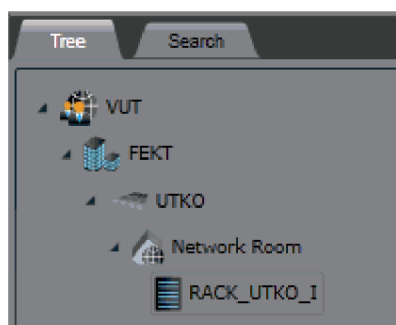 Tree Search
VUT
FEKT
UTKO
Network Room
RACK_UTKO_I